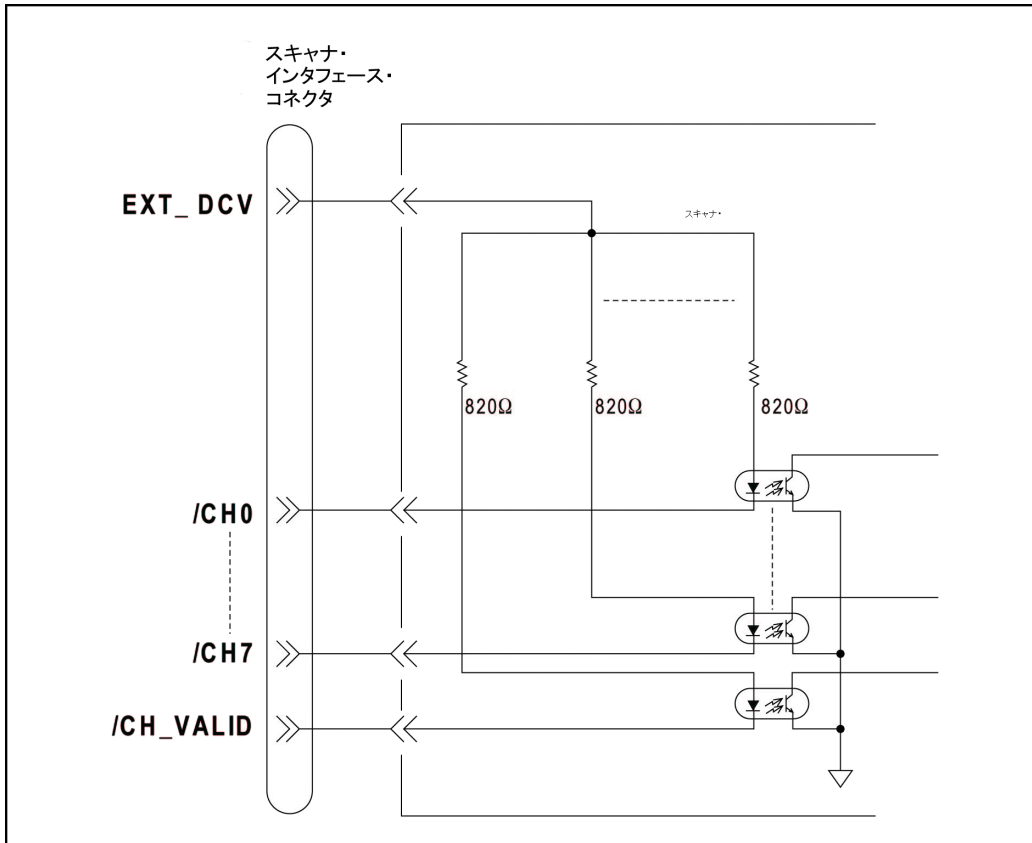 スキャナ・
インタフェース・
コネクタ
EXT_ DCV
スキャナ・
820Ω
820Ω
820Ω
/CH0
/CH7
/CH_VALID